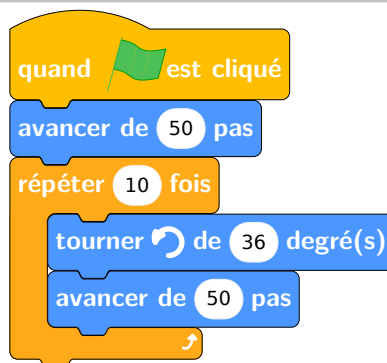 quand est cliqué
avancer de 50 pas
répéter 10 fois
tourner de 36 degré(s)
avancer de 50 pas